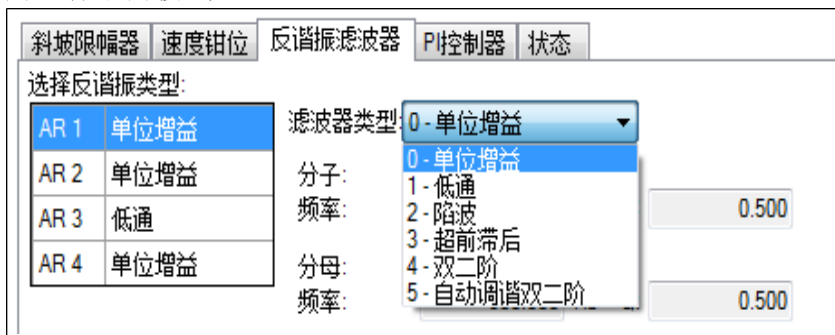 斜坡限幅器 速度钳位 反谐振滤波器 PI控制器 状态
选择反谐振类型:
AR 1 单位增益
AR 2 单位增益
AR 3 低通
AR 4 单位增益
滤波器类型: 0 - 单位增益
0 - 单位增益
1 - 低通
2 - 陷波
3 - 超前滞后
4 - 双二阶
5 - 自动调谐双二阶
分子:
频率: 0.500
分母:
频率: 0.500